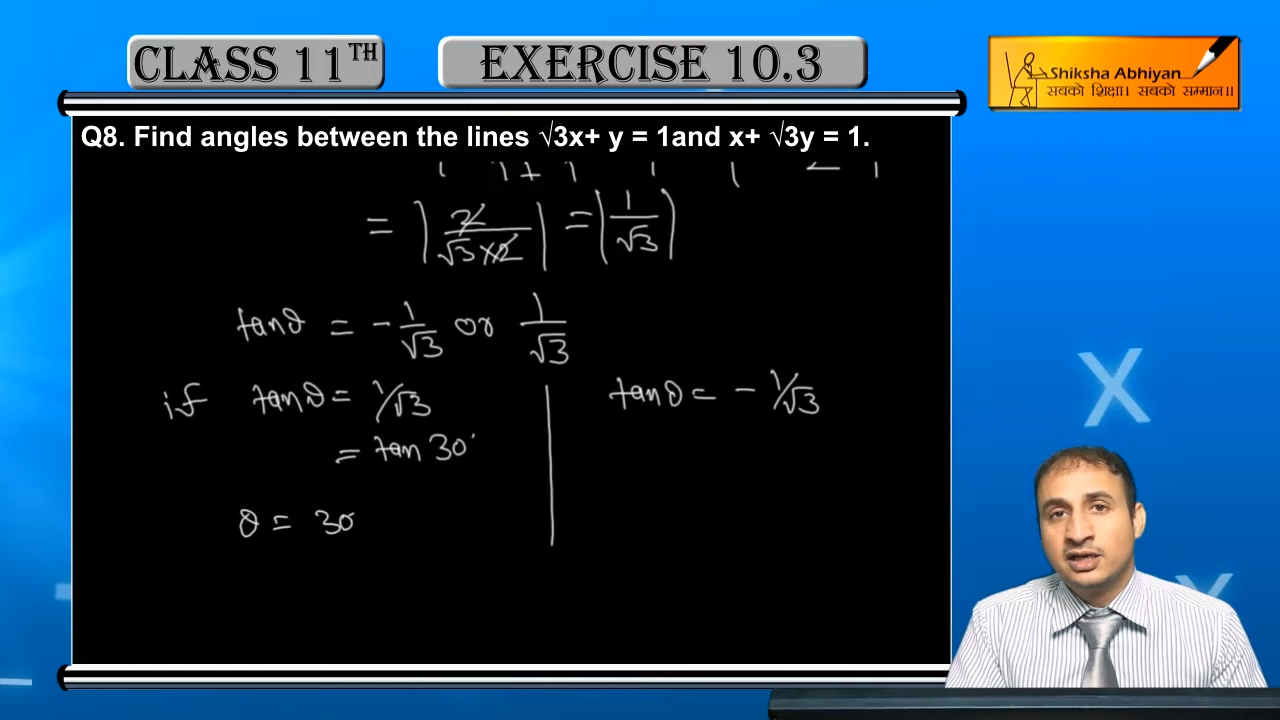 CLASS 11TH
EXERCISE 10.3
Shiksha Abhiyan
सबको शिक्षा। सबको सम्मान।।
Q8. Find angles between the lines √3x+ y = 1and x+ √3y = 1.
= |2/√3×2| = |1/√3|
tanθ = -1/√3 or 1/√3
if tanθ = 1/√3
= tan 30°
θ = 30
tanθ = - 1/√3
X
X